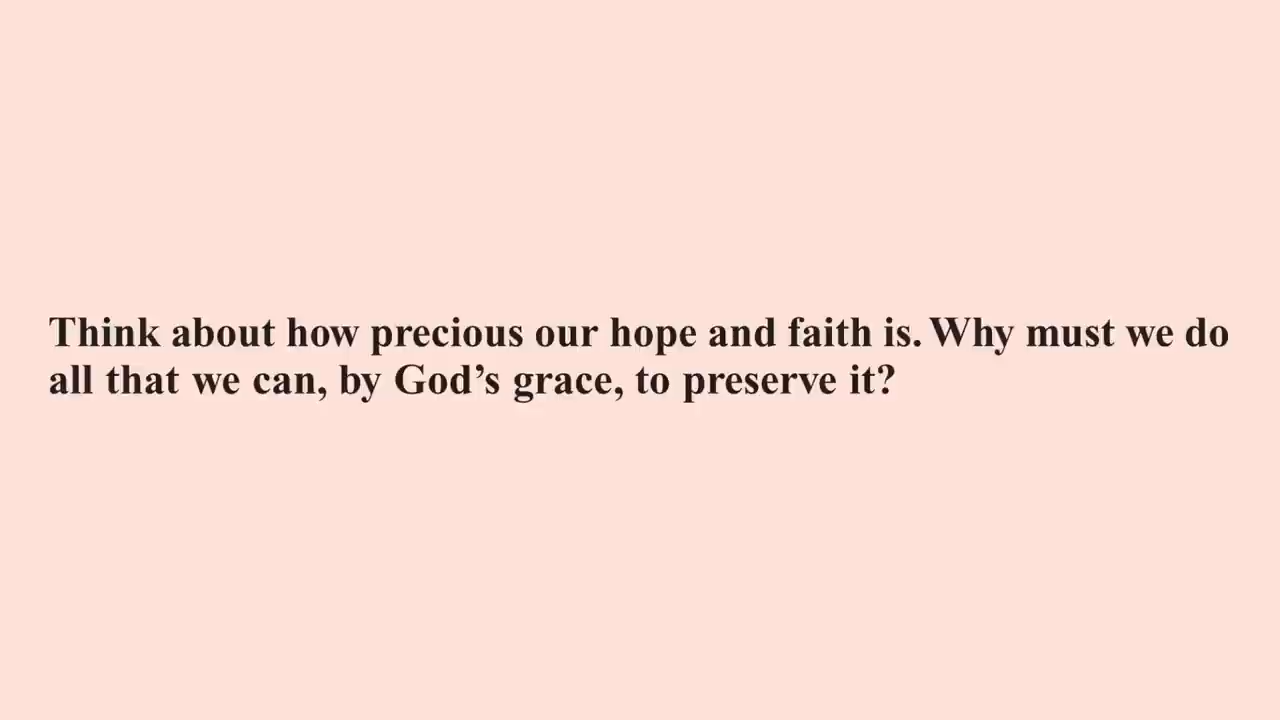 Think about how precious our hope and faith is. Why must we do
all that we can, by God’s grace, to preserve it?